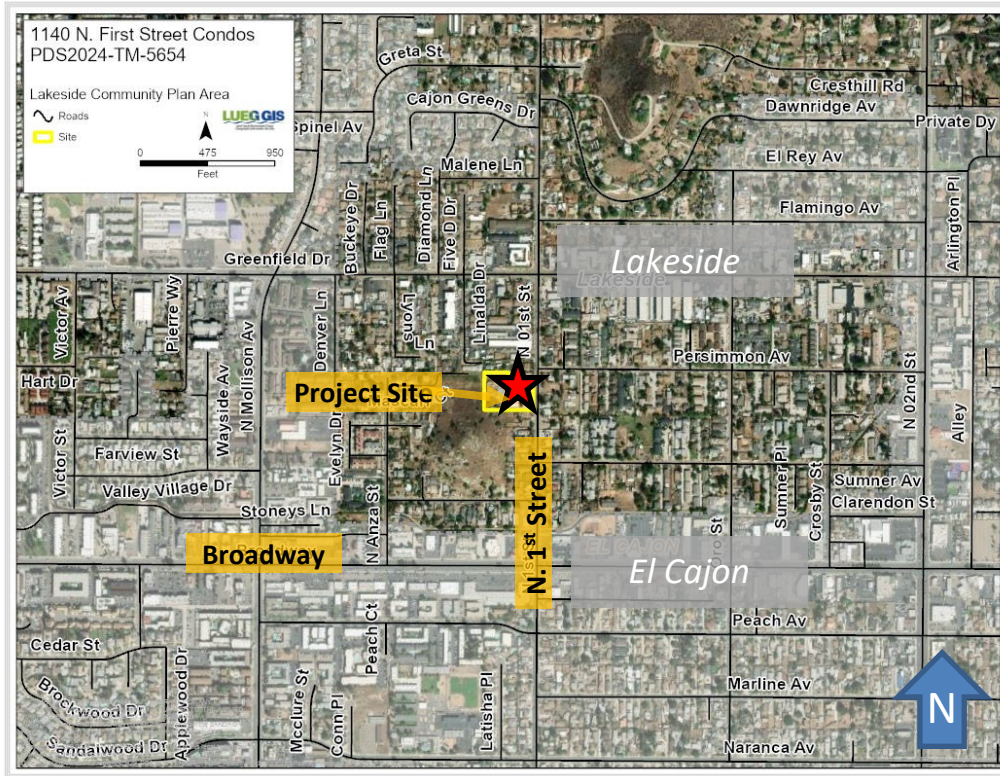 1140 N. First Street Condos
PDS2024-TM-5654
Lakeside Community Plan Area
Roads
Site
N
LUEG GIS
0 475 950
Feet
Greta St
Cresthill Rd
Cajon Greens Dr
Dawnridge Av
Spinel Av
Private Dy
Malene Ln
El Rey Av
Buckeye Dr
Flag Ln
Diamond Ln
Five Dr
Flamingo Av
Arlington Pl
Greenfield Dr
Lakeside
Lakeside
Linalda Dr
N 01st St
Victor Av
Pierre Wy
Denver Ln
Lyons Ln
Persimmon Av
N Mollison Av
N 02nd St
Hart Dr
Project Site
Wayside Av
Alley
Evelyn Dr
Victor St
Farview St
N. 1st Street
Sumner Pl
Crosby St
Valley Village Dr
Sumner Av
Clarendon St
Stoneys Ln
N Anza St
Broadway
El Cajon
Peach Av
Peach Ct
Cedar St
Applewood Dr
Marline Av
Brockwood Dr
Mcclure St
Conn Pl
Latisha Pl
N
Sandalwood Dr
Naranca Av